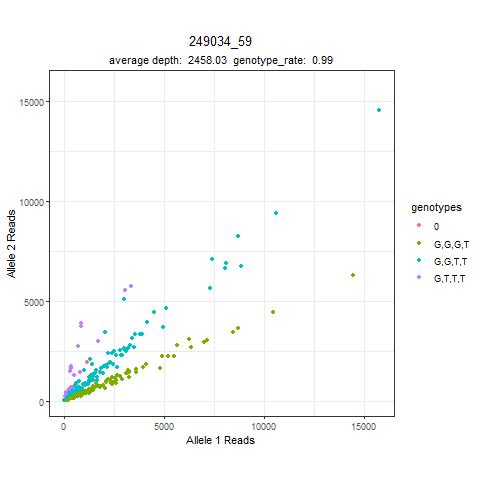 249034_59
average depth:  2458.03  genotype_rate:  0.99
15000
10000
5000
0
Allele 2 Reads
0
5000
10000
15000
Allele 1 Reads
genotypes
0
G,G,G,T
G,G,T,T
G,T,T,T